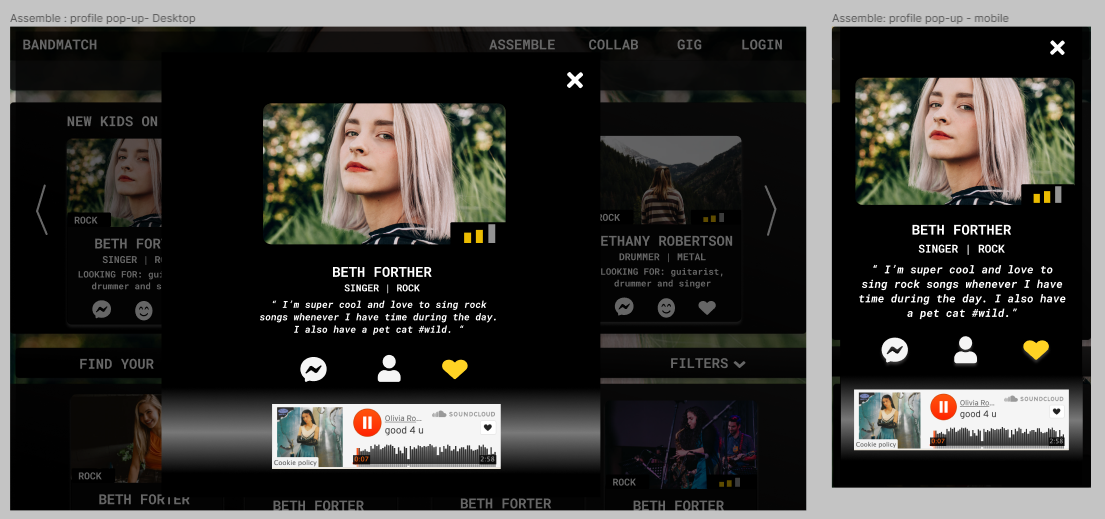 Assemble : profile pop-up- Desktop
BANDMATCH
ASSEMBLE COLLAB GIG LOGIN
NEW KIDS ON
ROCK
BETH FOR
SINGER |
LOOKING FOR: gui
drummer and s
BETH FORTHER
SINGER | ROCK
“ I’m super cool and love to sing rock
songs whenever I have time during the day.
I also have a pet cat #wild. “
ROCK
ETHANY ROBERTSON
DRUMMER | METAL
LOOKING FOR: guitarist,
drummer and singer
FIND YOUR
FILTERS
Olivia Ro...
SOUNDCLOUD
good 4 u
0:07
2:58
Cookie policy
ROCK
BETH FORTER
BETH FORTER
BETH FORTER
ROCK
BETH FORTER
Assemble: profile pop-up - mobile
BETH FORTHER
SINGER | ROCK
“ I’m super cool and love to
sing rock songs whenever I have
time during the day. I also have
a pet cat #wild.“
Olivia Ro...
SOUNDCLOUD
good 4 u
0:07
2:58
Cookie policy